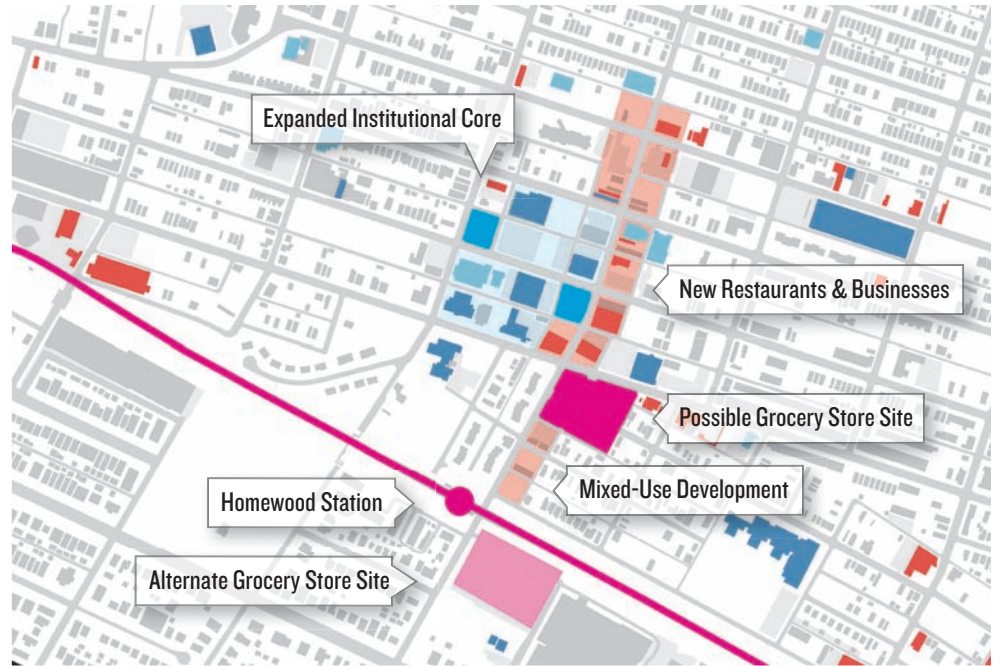 Expanded Institutional Core
New Restaurants & Businesses
Possible Grocery Store Site
Mixed-Use Development
Homewood Station
Alternate Grocery Store Site